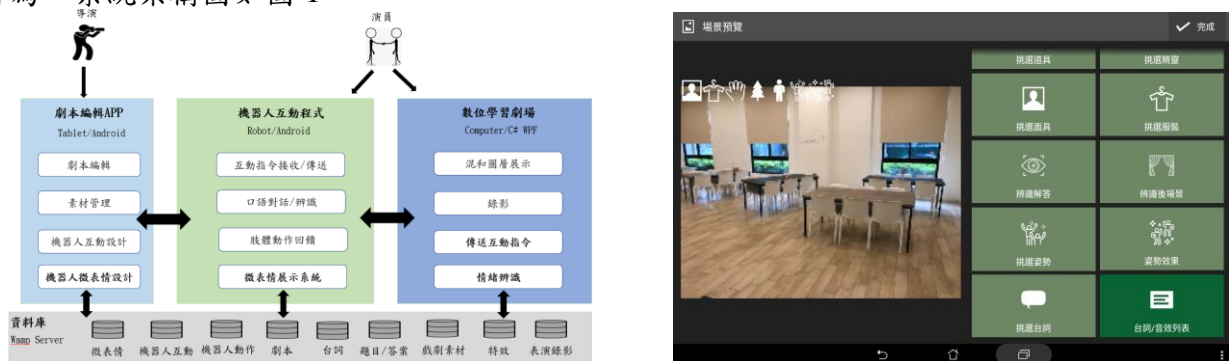 系統架構圖如圖 1
導演
演員
劇本編輯APP
Tablet/Android
劇本編輯
素材管理
機器人互動設計
機器人微表情設計
機器人互動程式
Robot/Android
互動指令接收/傳送
口語對話/辨識
肢體動作回饋
微表情展示系統
數位學習劇場
Computer/C# WPF
混和圖層展示
錄影
傳送互動指令
情緒辨識
資料庫
Wamp Server
微表情 機器人互動 機器人動作 劇本 台詞 題目/答案 戲劇素材 特效 表演錄影
場景預覽
完成
挑選道具 挑選精靈
挑選面具 挑選服裝
辨識解答 辨識後場景
挑選姿勢 姿勢效果
挑選台詞 台詞/音效列表